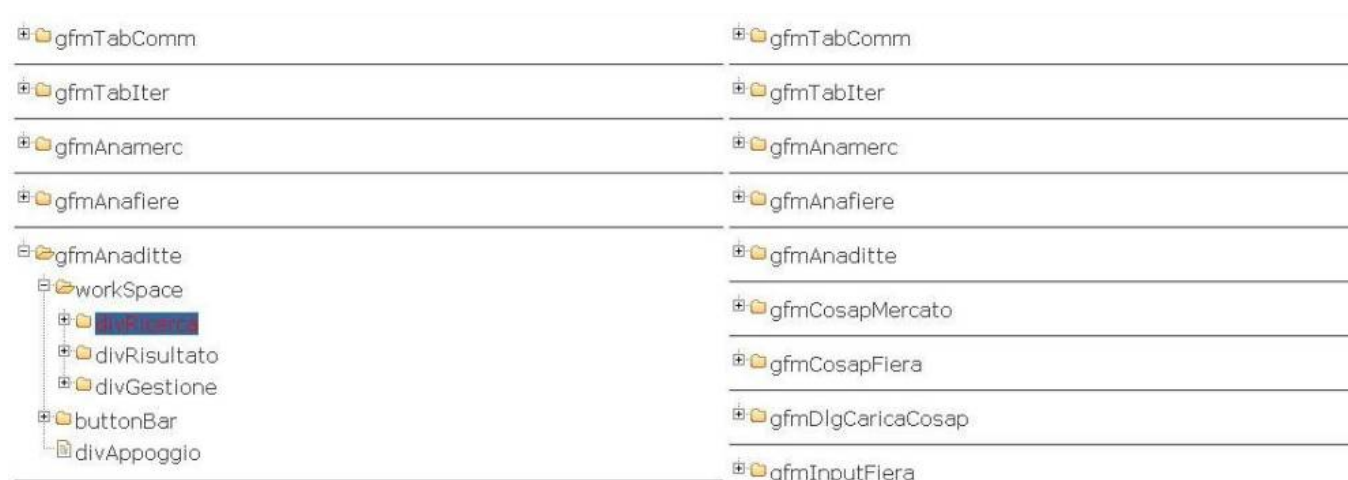 gfmTabComm
gfmTabIter
gfmAnamerc
gfmAnafiere
gfmAnaditte
workSpace
divRicerca
divRisultato
divGestione
buttonBar
divAppoggio
gfmTabComm
gfmTabIter
gfmAnamerc
gfmAnafiere
gfmAnaditte
gfmCosapMercato
gfmCosapFiera
gfmDlgCaricaCosap
gfmInputFiera